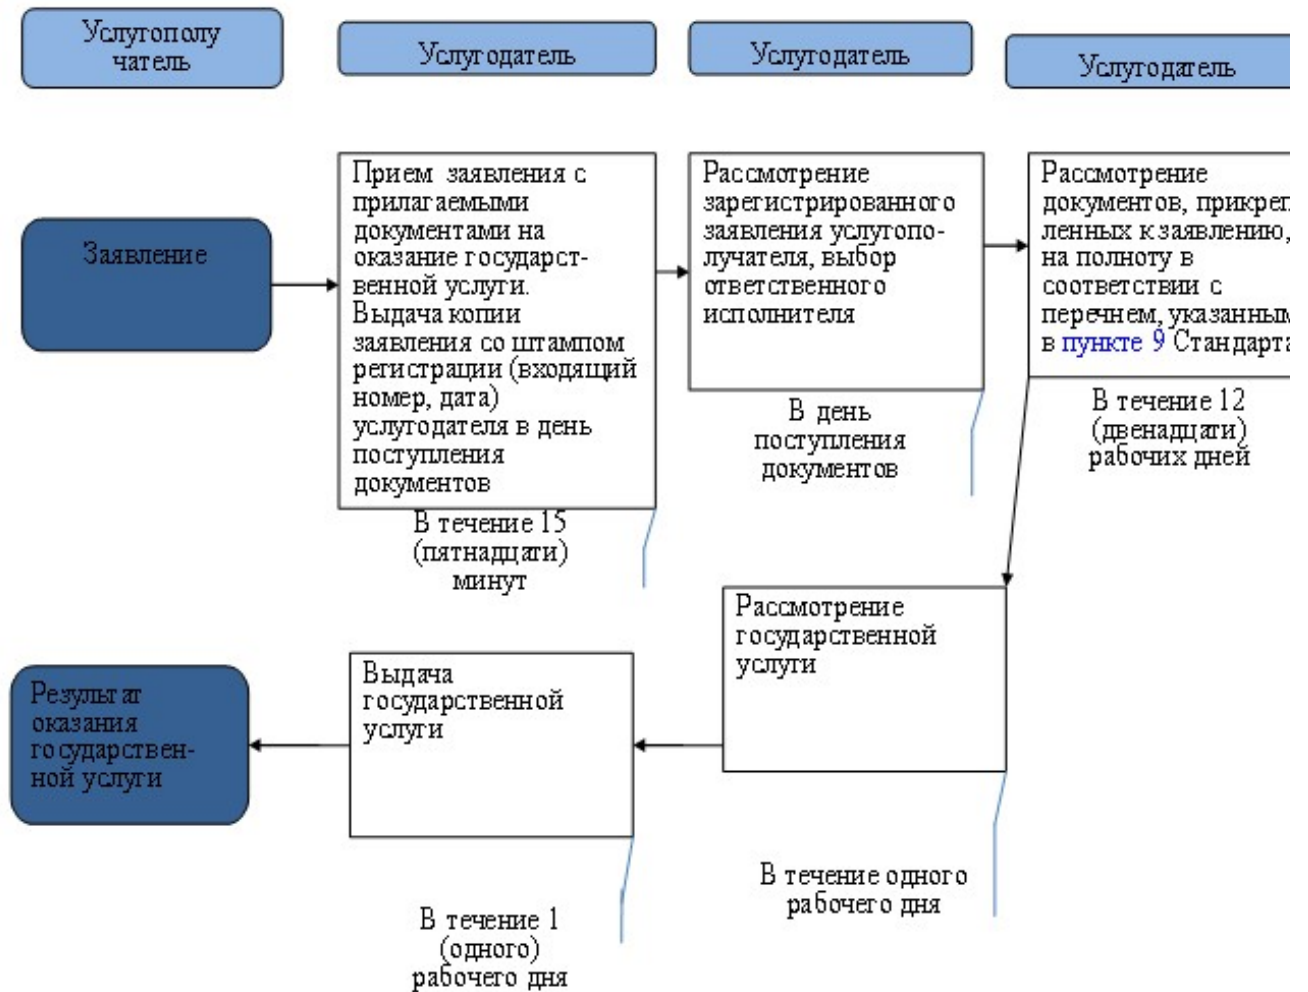 Услугополу
чатель
Услугодатель
Услугодатель
Услугодатель
Заявление
Прием заявления с
прилагаемыми
документами на
оказание государст-
венной услуги.
Выдача копии
заявления со штампом
регистрации (входящий
номер, дата)
услугодателя в день
поступления
документов
В течение 15
(пятнадцати)
минут
Рассмотрение
зарегистрированного
заявления услугопо-
лучателя, выбор
ответственного
исполнителя
В день
поступления
документов
Рассмотрение
документов, прикреп
ленных к заявлению,
на полноту в
соответствии с
перечнем, указанным
в пункте 9 Стандарта
В течение 12
(двенадцати)
рабочих дней
Рассмотрение
государственной
услуги
В течение одного
рабочего дня
Выдача
государственной
услуги
В течение 1
(одного)
рабочего дня
Результат
оказания
государствен-
ной услуги